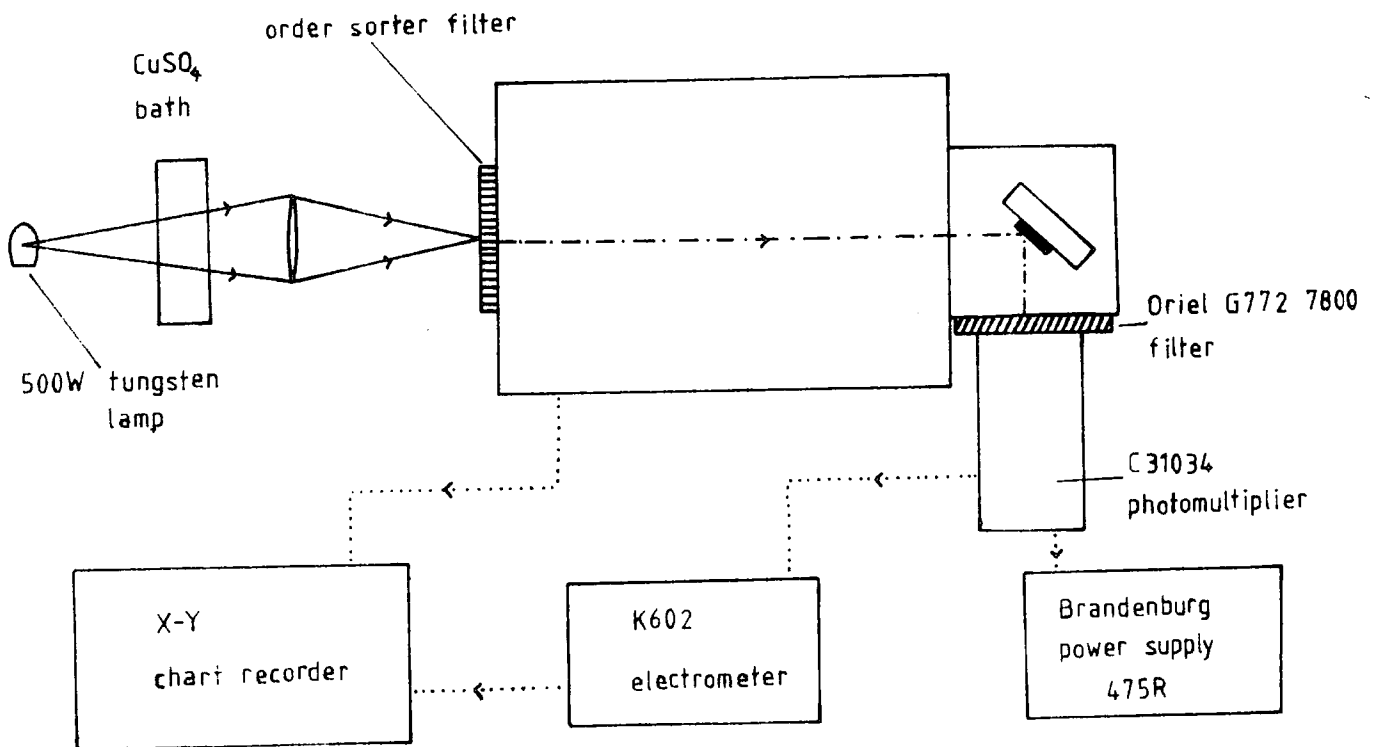 order sorter filter
CuSO₄
bath
500W tungsten
lamp
Oriel G772 7800
filter
C31034
photomultiplier
X-Y
chart recorder
K602
electrometer
Brandenburg
power supply
475R